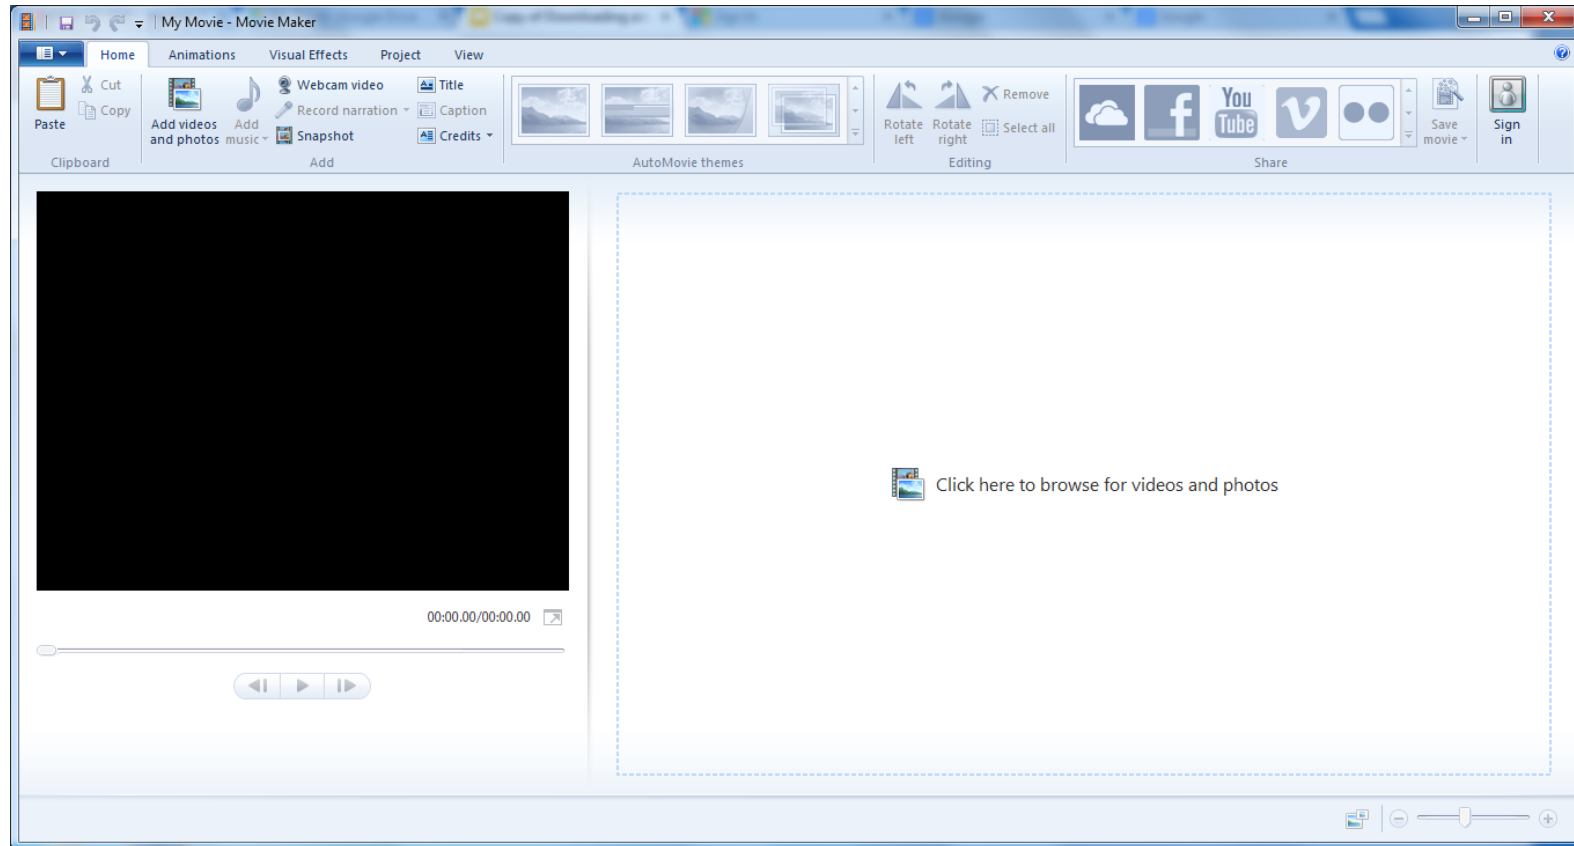 My Movie - Movie Maker
Copy of Downloading a
Home Animations Visual Effects Project View
Paste
Cut
Copy
Clipboard
Add videos and photos
Add music
Webcam video
Record narration
Snapshot
Title
Caption
Credits
Add
AutoMovie themes
Rotate left
Rotate right
Remove
Select all
Editing
You
Tube
Share
Save movie
Sign in
Click here to browse for videos and photos
00:00.00/00:00.00